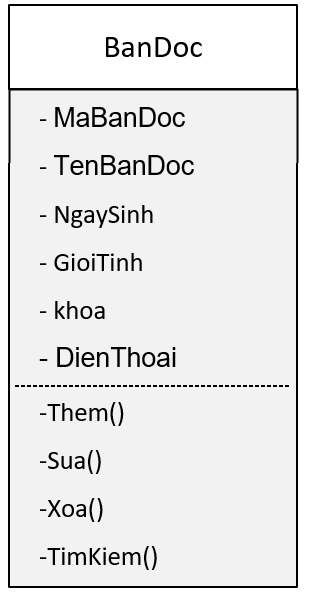 BanDoc
- MaBanDoc
- TenBanDoc
- NgaySinh
- GioiTinh
- khoa
- DienThoai
-Them()
-Sua()
-Xoa()
-TimKiem()